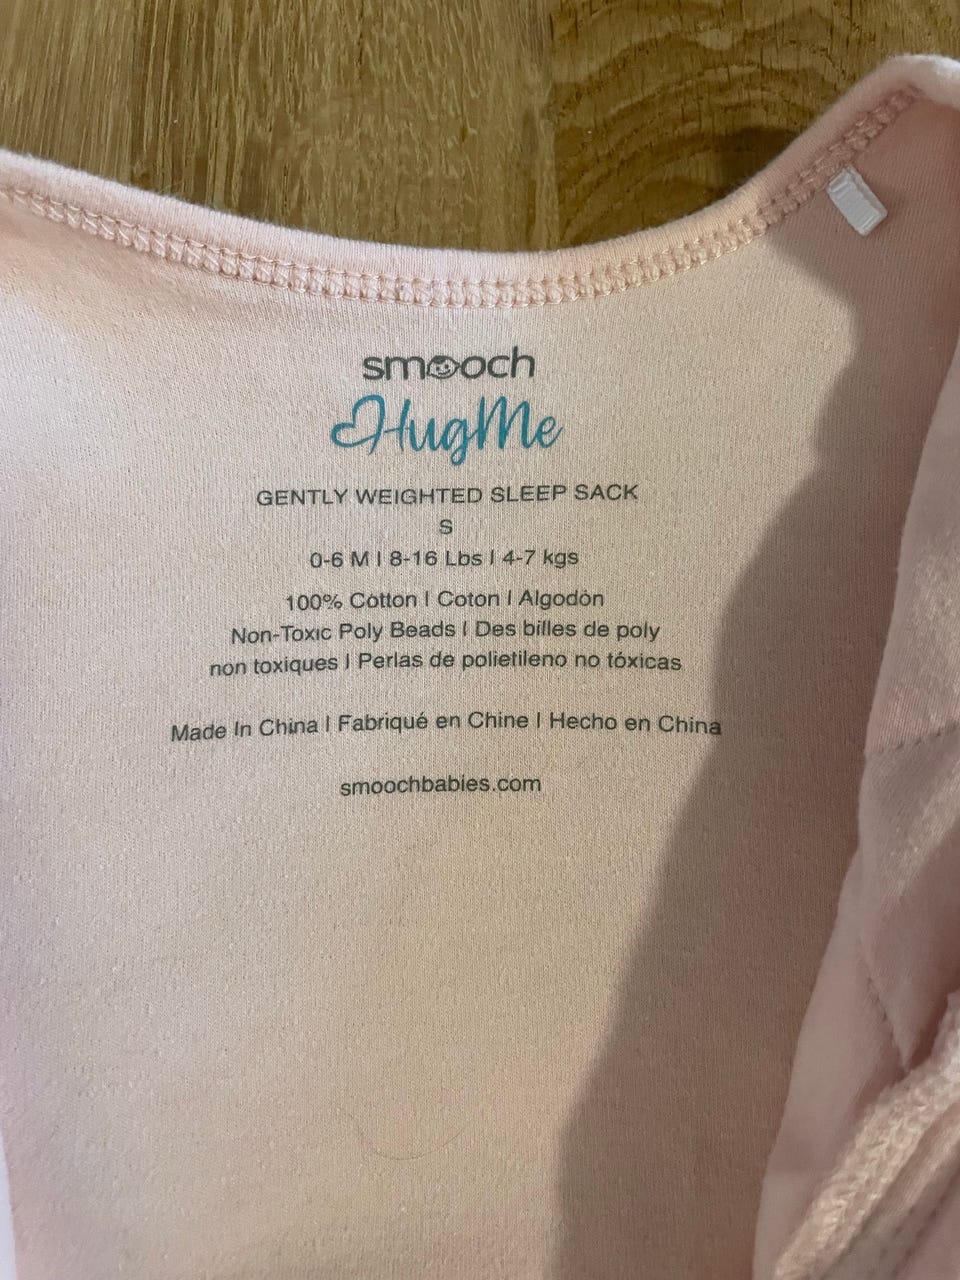 smooch
HugMe
GENTLY WEIGHTED SLEEP SACK
S
0-6 M I 8-16 Lbs I 4-7 kgs
100% Cotton I Coton I Algodòn
Non-Toxic Poly Beads I Des billes de poly
non toxiques I Perlas de polietileno no tóxicas
Made In China I Fabriqué en Chine I Hecho en China
smoochbabies.com